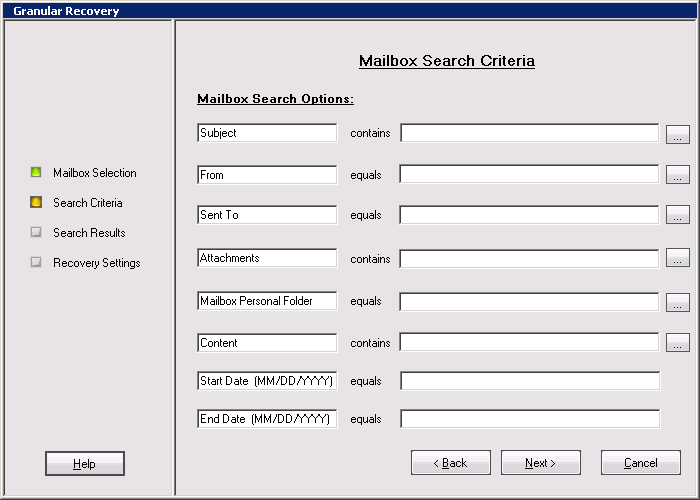 Granular Recovery
Mailbox Selection
Search Criteria
Search Results
Recovery Settings
Help
Mailbox Search Criteria
Mailbox Search Options:
Subject contains ...
From equals ...
Sent To equals ...
Attachments contains ...
Mailbox Personal Folder equals ...
Content contains ...
Start Date (MM/DD/YYYY) equals
End Date (MM/DD/YYYY) equals
< Back Next > Cancel